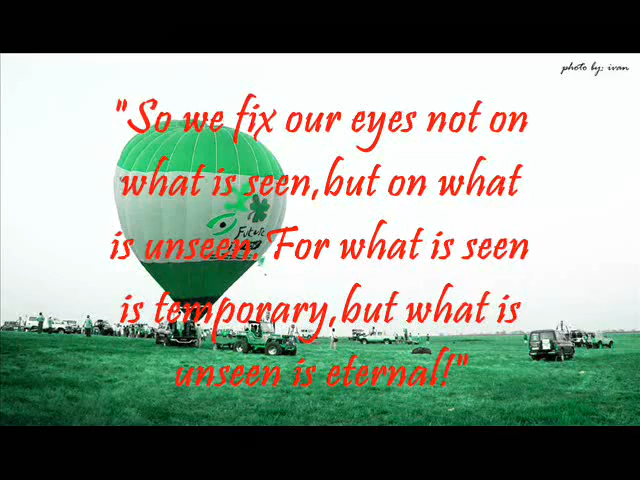 photo by: ivan
"So we fix our eyes not on
what is seen,but on what
is unseen. For what is seen
is temporary,but what is
unseen is eternal!"
Future